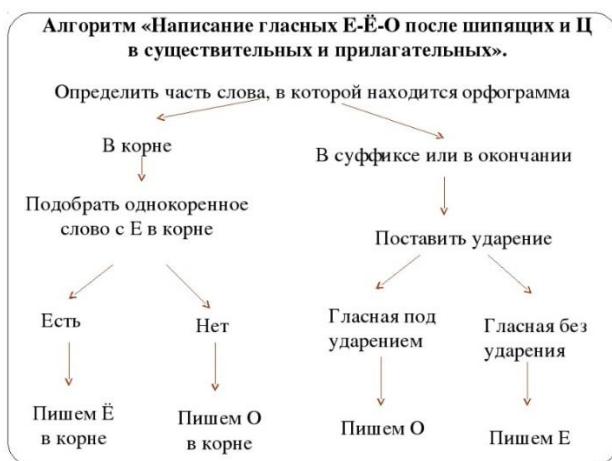 Алгоритм «Написание гласных Е-Ё-О после шипящих и Ц
в существительных и прилагательных».
Определить часть слова, в которой находится орфограмма
В корне
В суффиксе или в окончании
Подобрать однокоренное
слово с Е в корне
Поставить ударение
Есть
Нет
Гласная под
ударением
Гласная без
ударения
Пишем Ё
в корне
Пишем О
в корне
Пишем О
Пишем Е